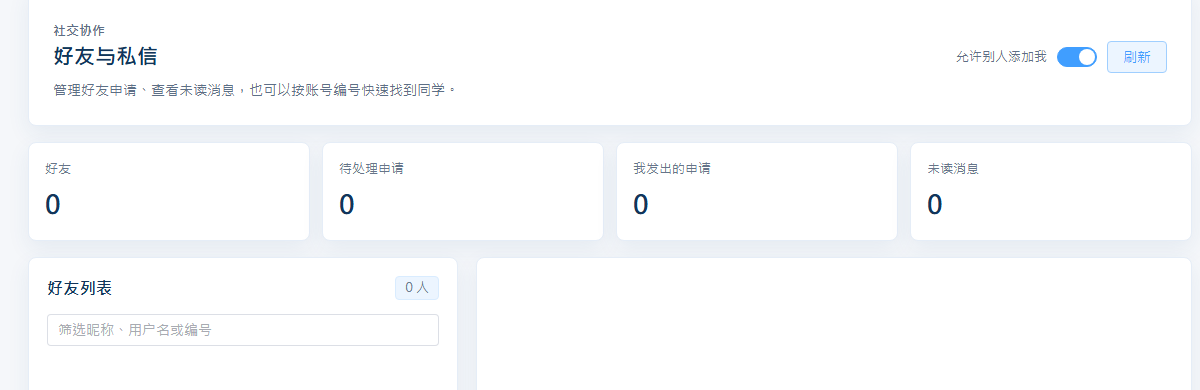 社交协作
好友与私信
允许别人添加我
刷新
管理好友申请、查看未读消息，也可以按账号编号快速找到同学。
好友
待处理申请
我发出的申请
未读消息
0
0
0
0
好友列表
0 人
筛选昵称、用户名或编号